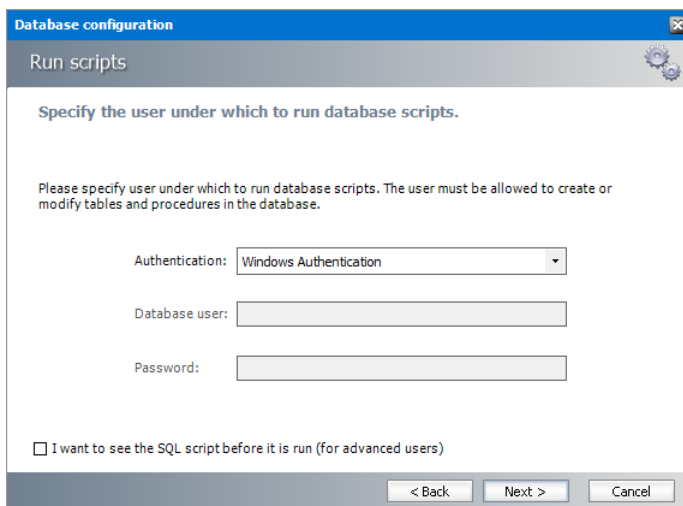 Database configuration
Run scripts
Specify the user under which to run database scripts.
Please specify user under which to run database scripts. The user must be allowed to create or
modify tables and procedures in the database.
Authentication: Windows Authentication
Database user:
Password:
I want to see the SQL script before it is run (for advanced users)
< Back Next > Cancel